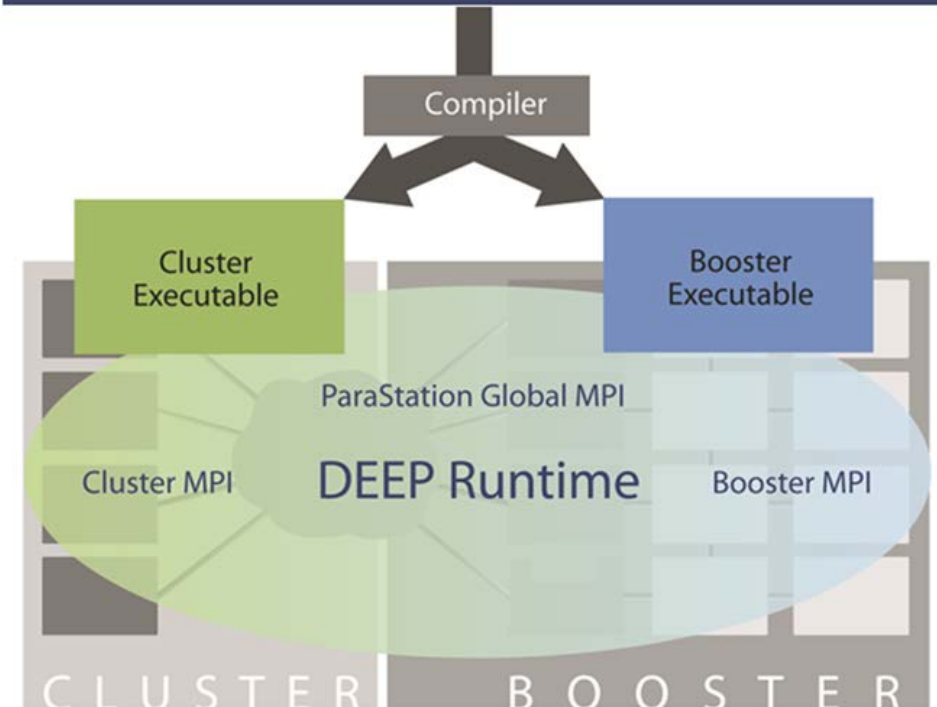 Compiler
Cluster
Executable
Booster
Executable
ParaStation Global MPI
Cluster MPI
DEEP Runtime
Booster MPI
CLUSTER
BOOSTER